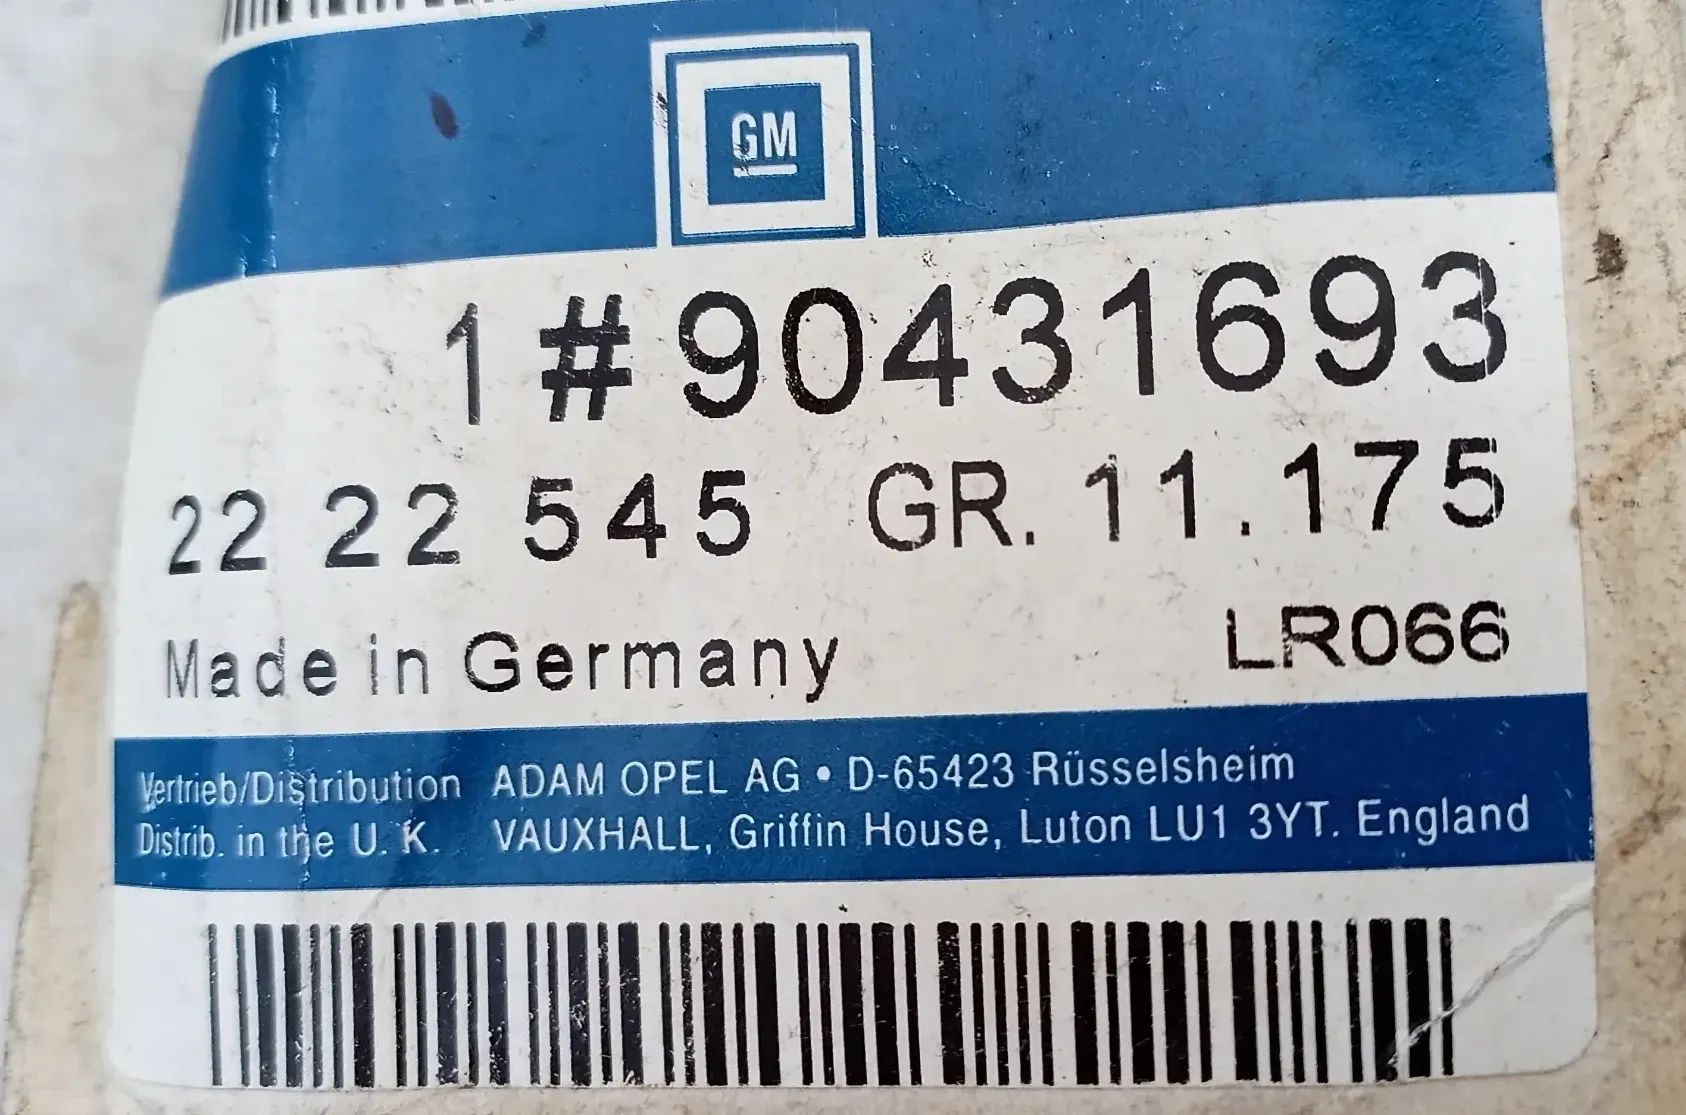 GM
1 #90431693
22 22 545 GR. 11.175
Made in Germany LR066
Vertrieb/Distribution ADAM OPEL AG • D-65423 Rüsselsheim
Distrib. in the U. K. VAUXHALL, Griffin House, Luton LU1 3YT. England